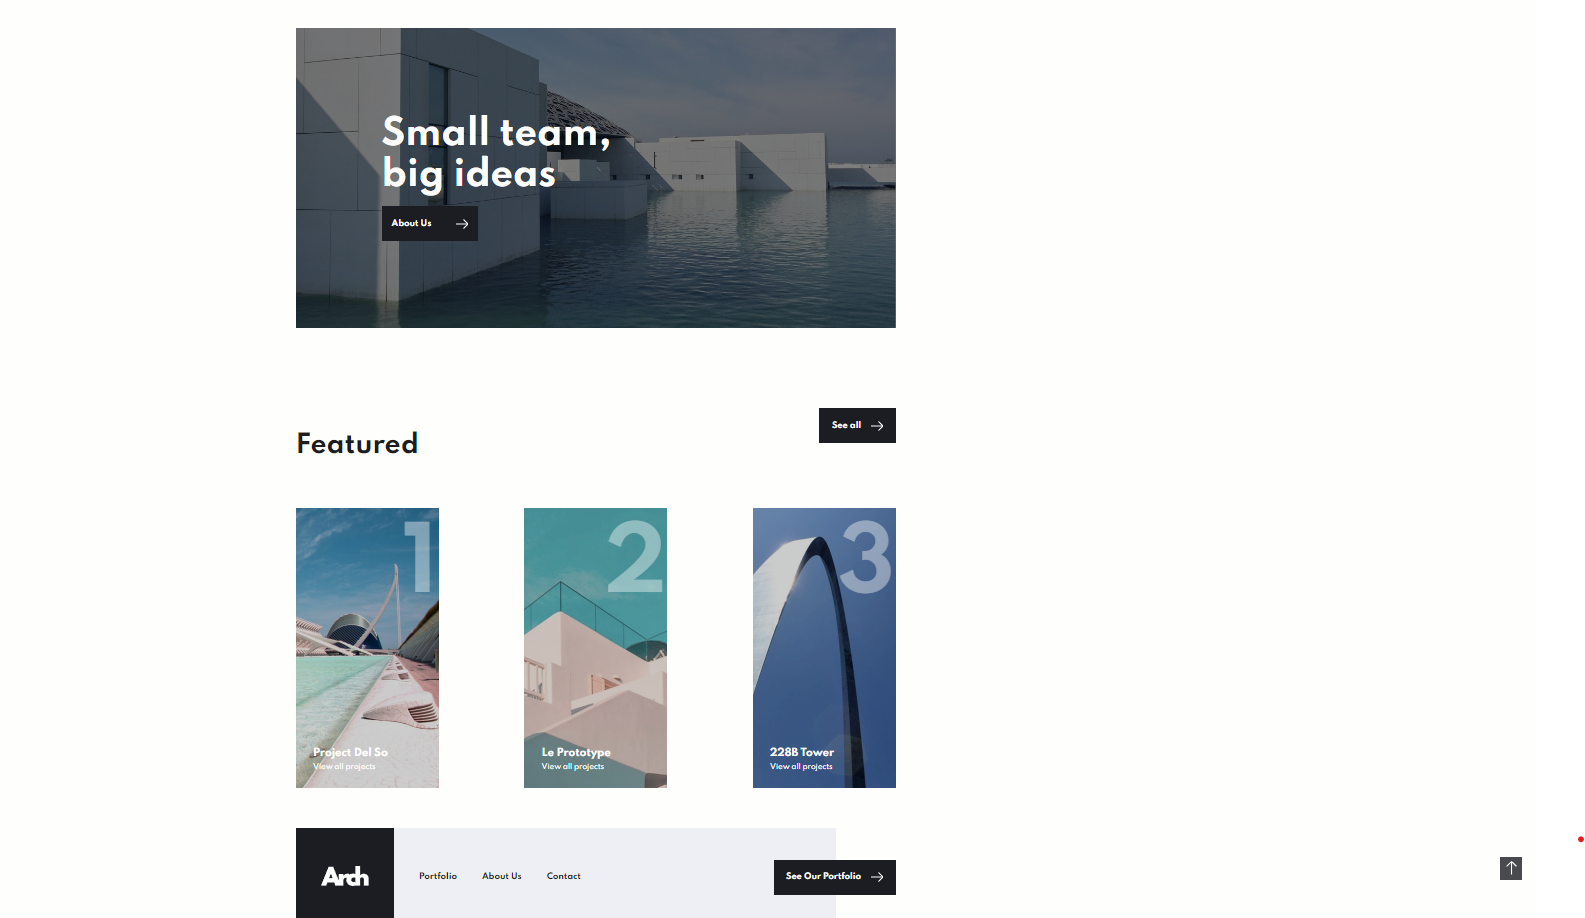 Small team,
big ideas
About Us
See all
Featured
1
2
3
Project Del So
View all projects
Le Prototype
View all projects
228B Tower
View all projects
Arch
Portfolio
About Us
Contact
See Our Portfolio